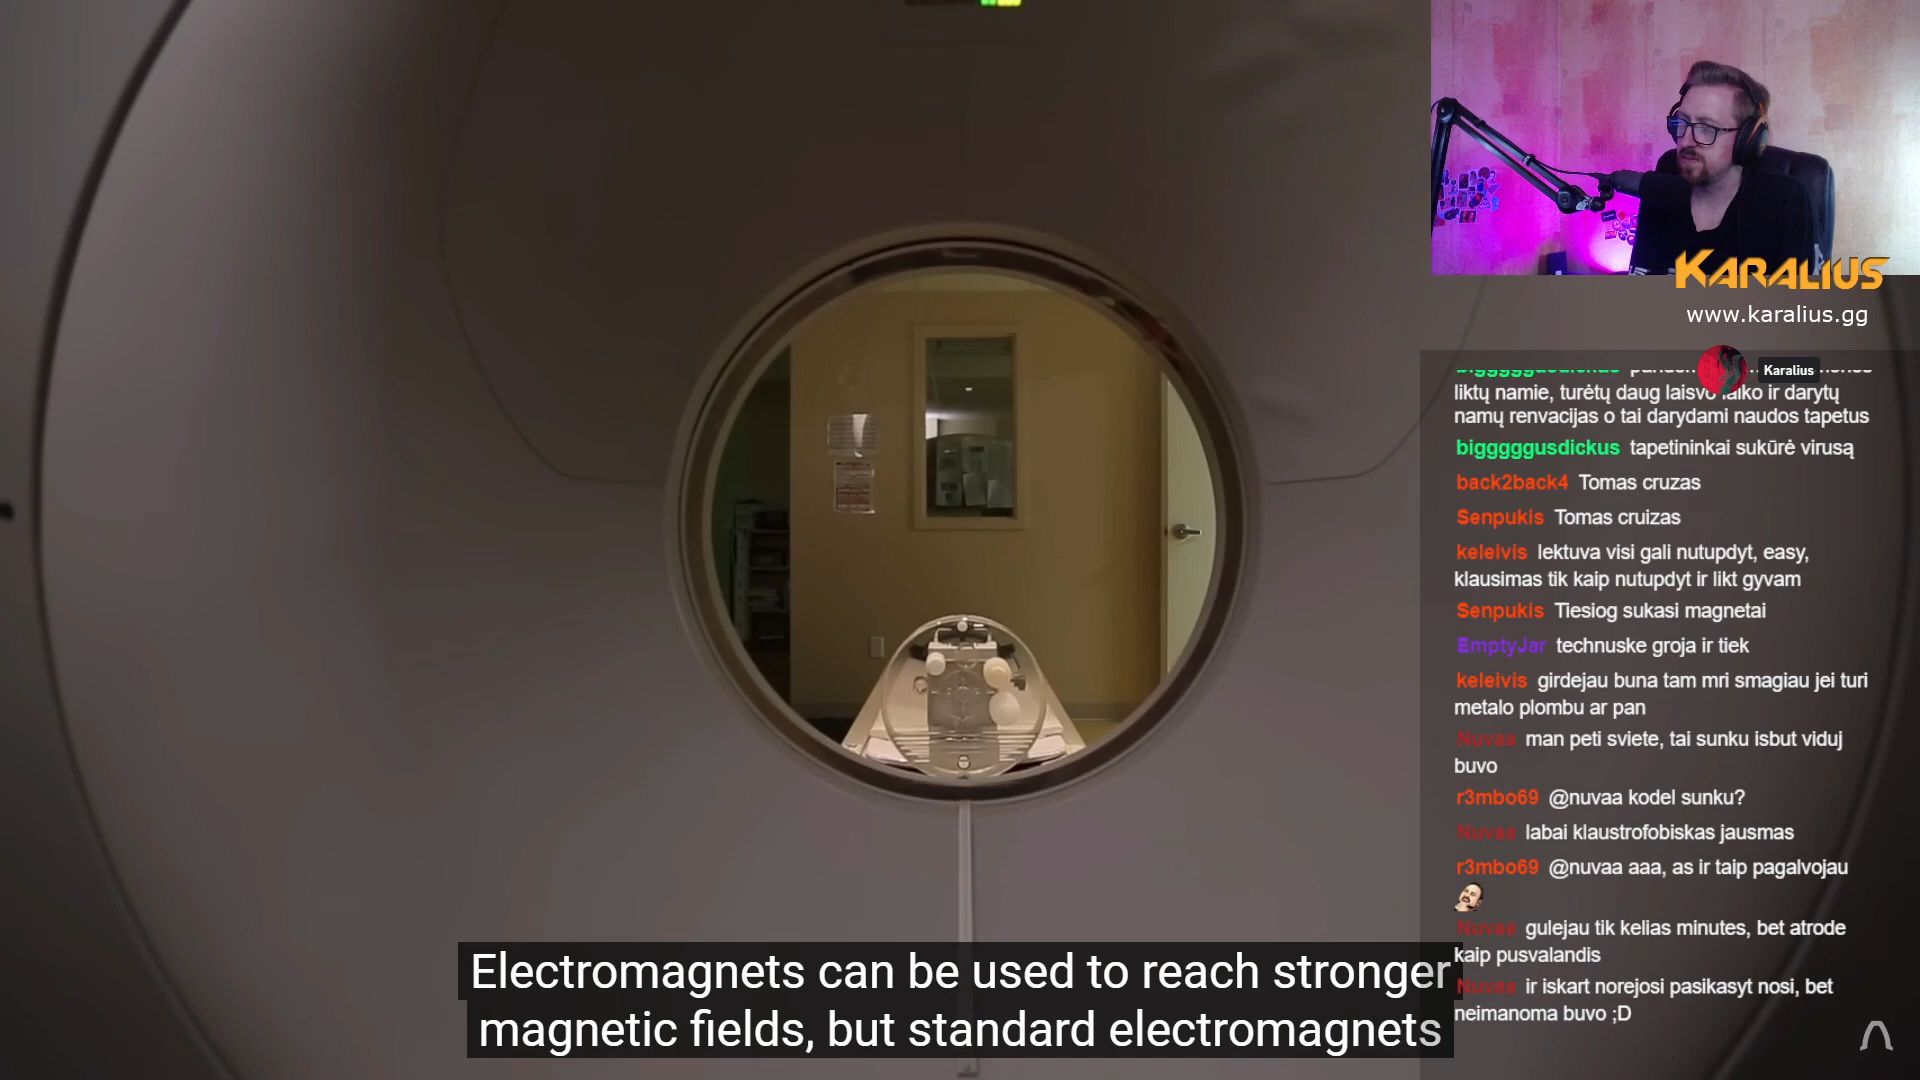 KARALIUS
www.karalius.gg
Karalius
liktų namie, turėtų daug laisvo laiko ir darytų
namų renvacijas o tai darydami naudos tapetus
bigggggusdickus tapetininkai sukūrė virusą
back2back4 Tomas cruzas
Senpukis Tomas cruizas
keleivis lektuva visi gali nutupdyt, easy,
klausimas tik kaip nutupdyt ir likt gyvam
Senpukis Tiesiog sukasi magnetai
EmptyJar technuske groja ir tiek
keleivis girdejau buna tam mri smagiau jei turi
metalo plombu ar pan
Nuvaa man peti sviete, tai sunku isbut viduj
buvo
r3mbo69 @nuvaa kodel sunku?
Nuvaa labai klaustrofobiskas jausmas
r3mbo69 @nuvaa aaa, as ir taip pagalvojau
Nuvaa gulejau tik kelias minutes, bet atrode
kaip pusvalandis
Nuvaa ir iskart norejosi pasikasyt nosi, bet
neimanoma buvo ;D
Electromagnets can be used to reach stronger
magnetic fields, but standard electromagnets